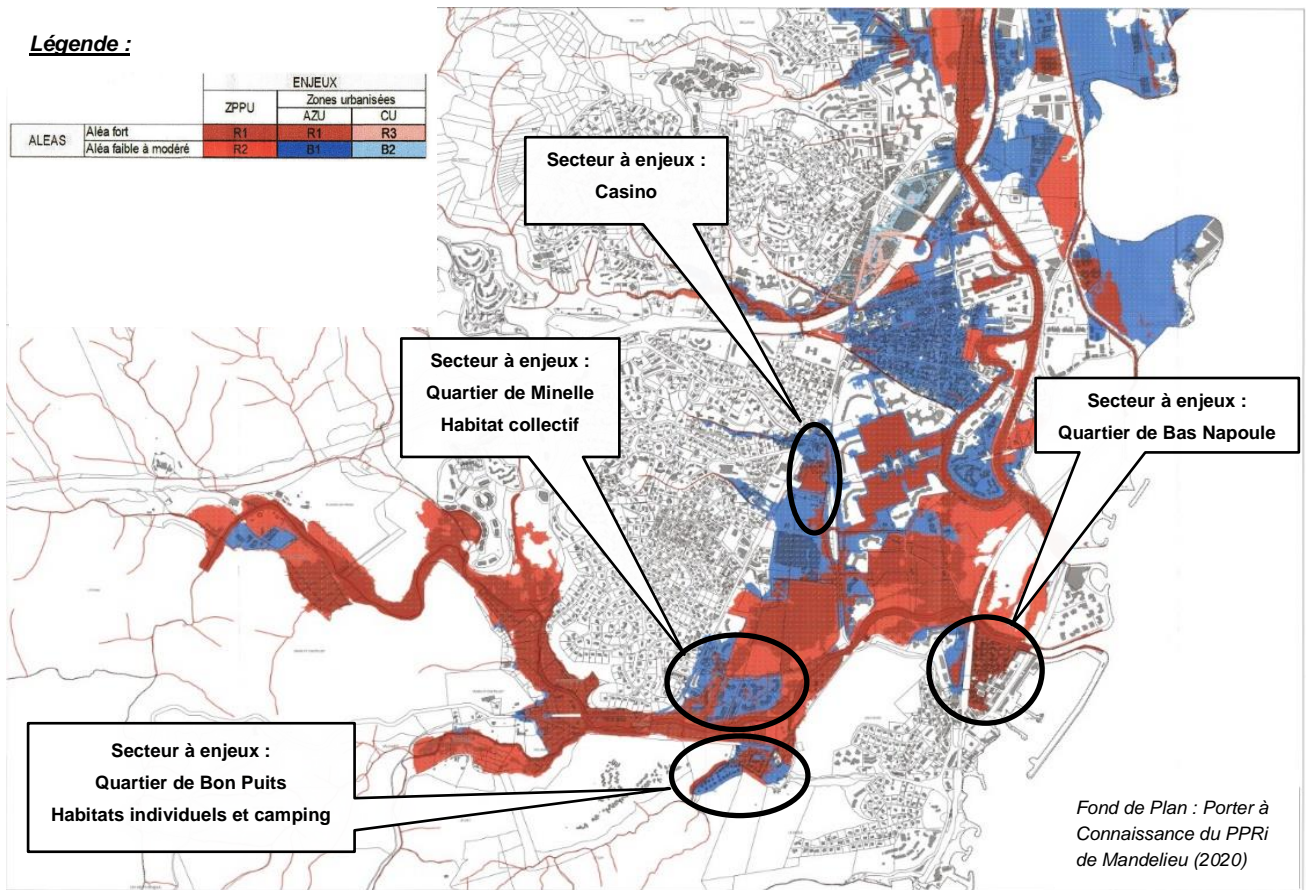 Légende :
ENJEUX
ZPPU
Zones urbanisées
AZU
CU
ALEAS
Aléa fort
R1
R1
R3
Aléa faible à modéré
R2
B1
B2
Secteur à enjeux :
Casino
Secteur à enjeux :
Quartier de Minelle
Habitat collectif
Secteur à enjeux :
Quartier de Bas Napoule
Secteur à enjeux :
Quartier de Bon Puits
Habitats individuels et camping
Fond de Plan : Porter à
Connaissance du PPRi
de Mandelieu (2020)